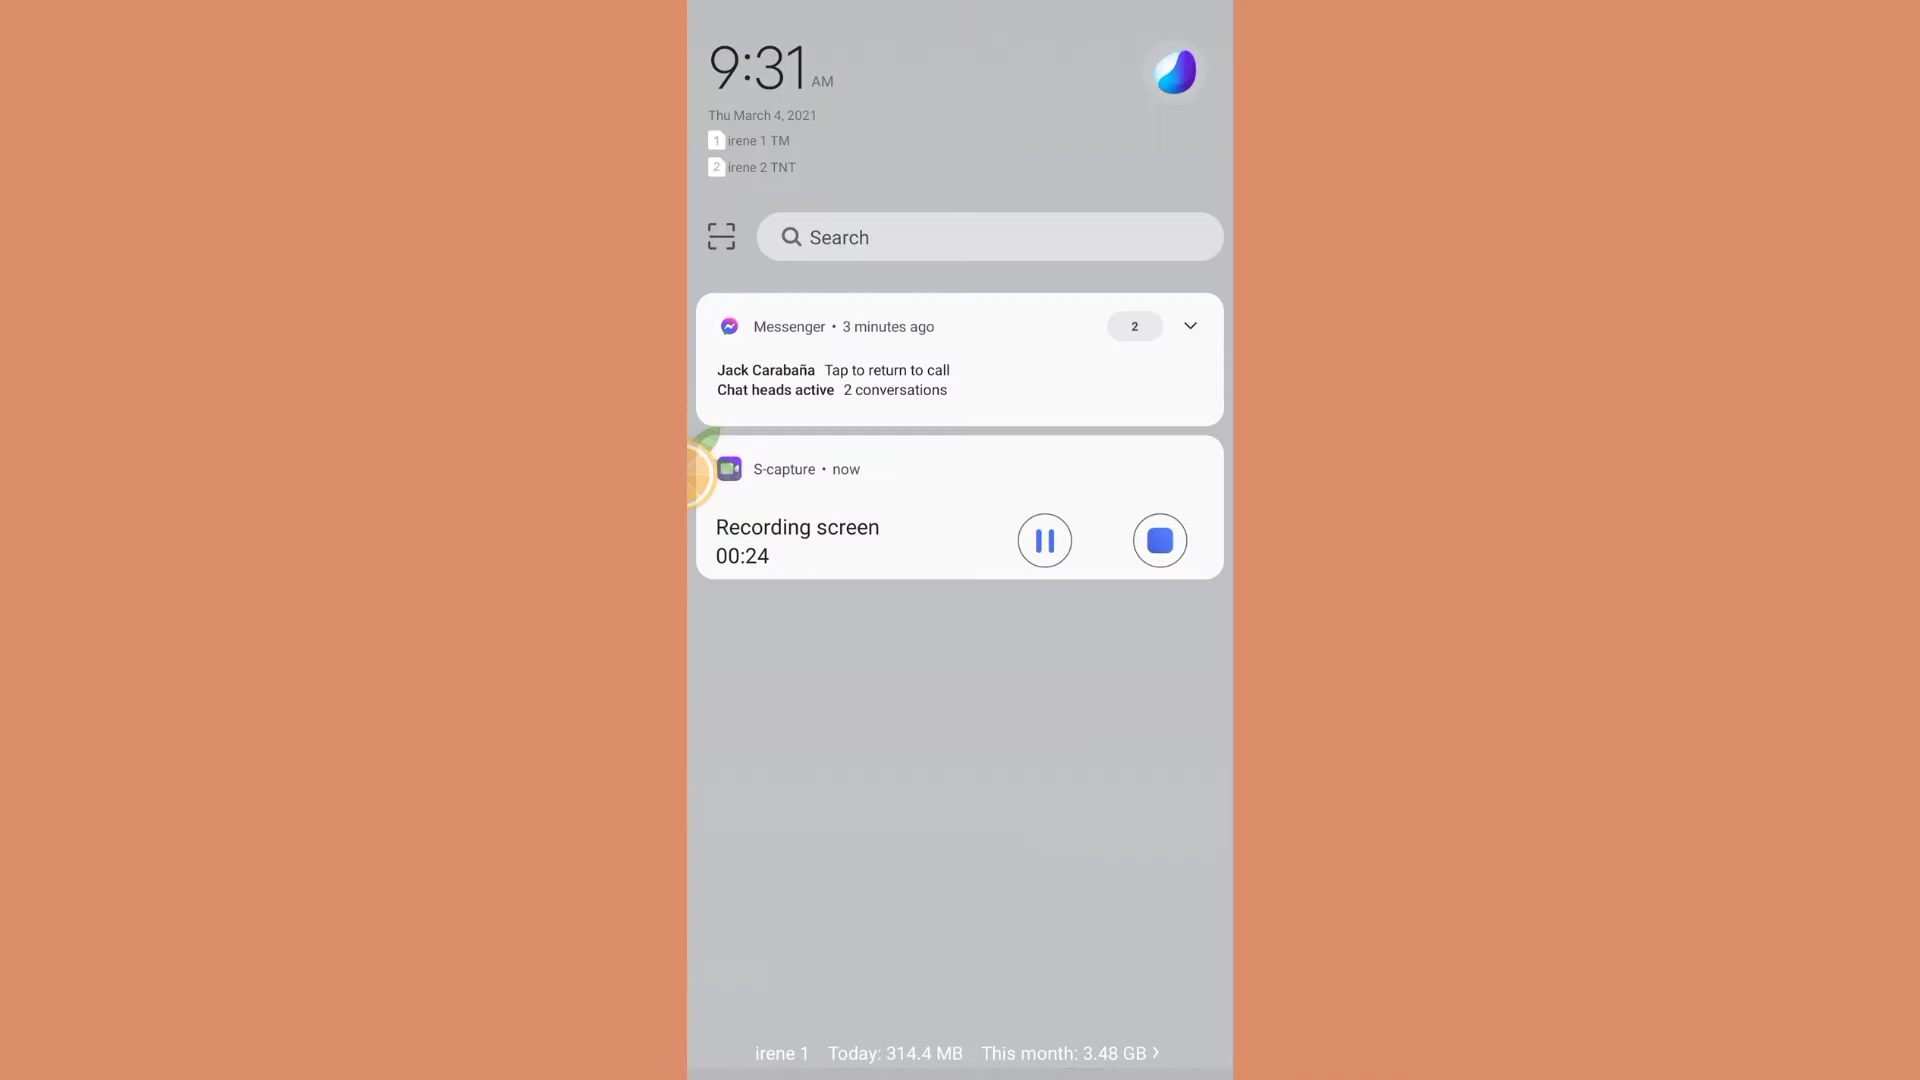 9:31 AM
Thu March 4, 2021
1 irene 1 TM
2 irene 2 TNT
Search
Messenger • 3 minutes ago 2
Jack Carabaña Tap to return to call
Chat heads active 2 conversations
S-capture • now
Recording screen
00:24
irene 1 Today: 314.4 MB This month: 3.48 GB